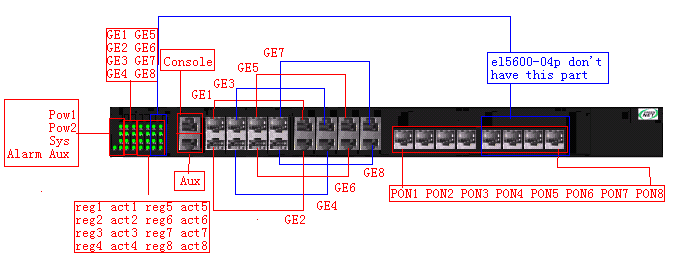 GE1 GE5
GE2 GE6
GE3 GE7
GE4 GE8
Console
GE7
GE5
GE3
GE1
el5600-04p don't
have this part
Pow1
Pow2
Sys
Alarm Aux
Aux
GE8
GE6
GE4
GE2
PON1 PON2 PON3 PON4 PON5 PON6 PON7 PON8
reg1 act1 reg5 act5
reg2 act2 reg6 act6
reg3 act3 reg7 act7
reg4 act4 reg8 act8